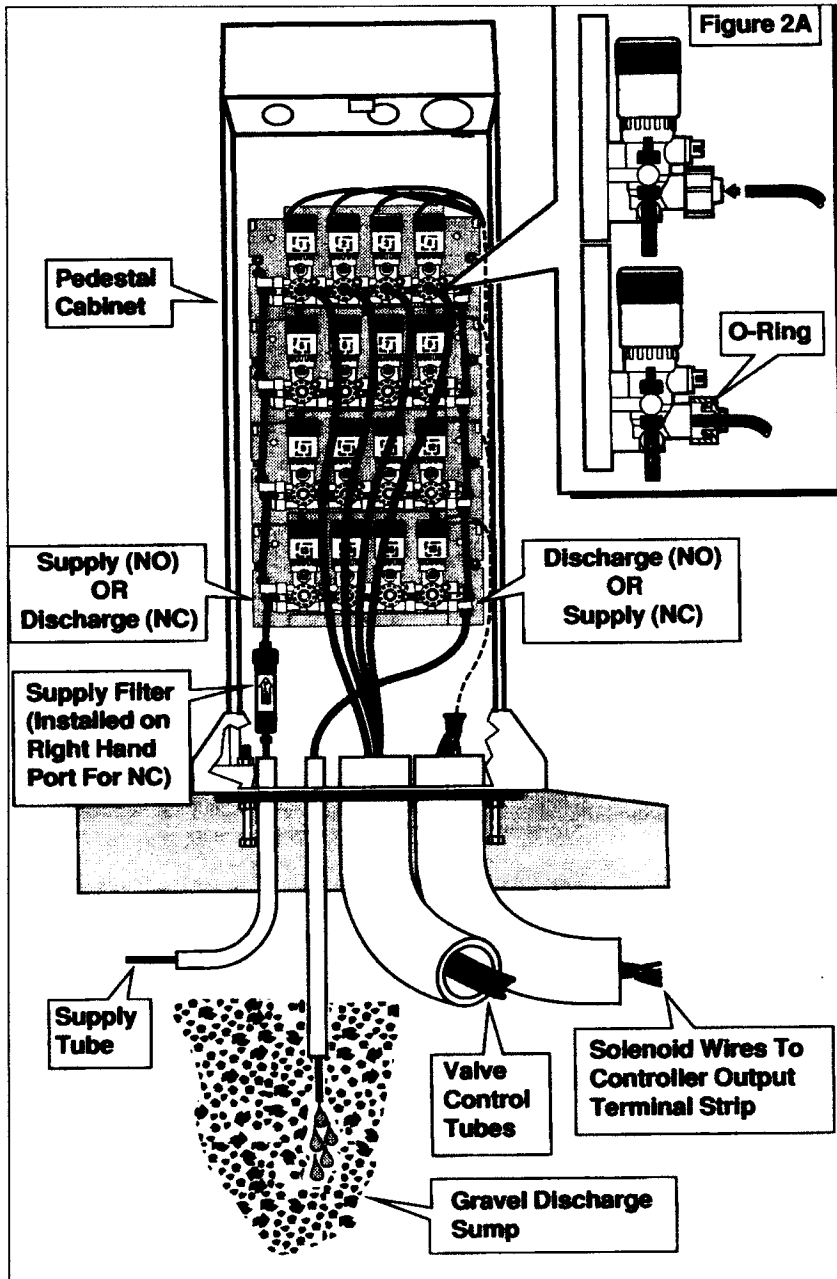 Figure 2A
Pedestal
Cabinet
O-Ring
Supply (NO)
OR
Discharge (NC)
Discharge (NO)
OR
Supply (NC)
Supply Filter
(Installed on
Right Hand
Port For NC)
Supply
Tube
Valve
Control
Tubes
Solenoid Wires To
Controller Output
Terminal Strip
Gravel Discharge
Sump